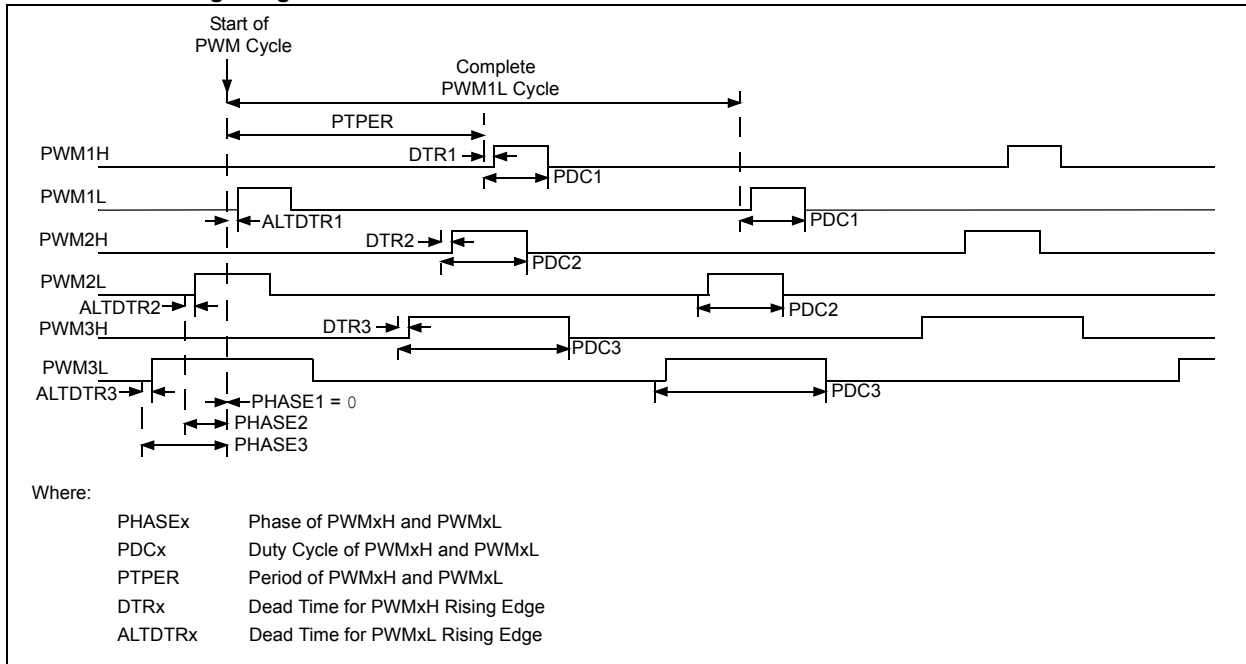 Start of
PWM Cycle
Complete
PWM1L Cycle
PTPER
PWM1H
DTR1
PDC1
PWM1L
ALTDTR1
PDC1
PWM2H
DTR2
PDC2
PWM2L
ALTDTR2
PDC2
PWM3H
DTR3
PDC3
PWM3L
ALTDTR3
PDC3
PHASE1 = 0
PHASE2
PHASE3
Where:
PHASEx Phase of PWMxH and PWMxL
PDCx Duty Cycle of PWMxH and PWMxL
PTPER Period of PWMxH and PWMxL
DTRx Dead Time for PWMxH Rising Edge
ALTDTRx Dead Time for PWMxL Rising Edge